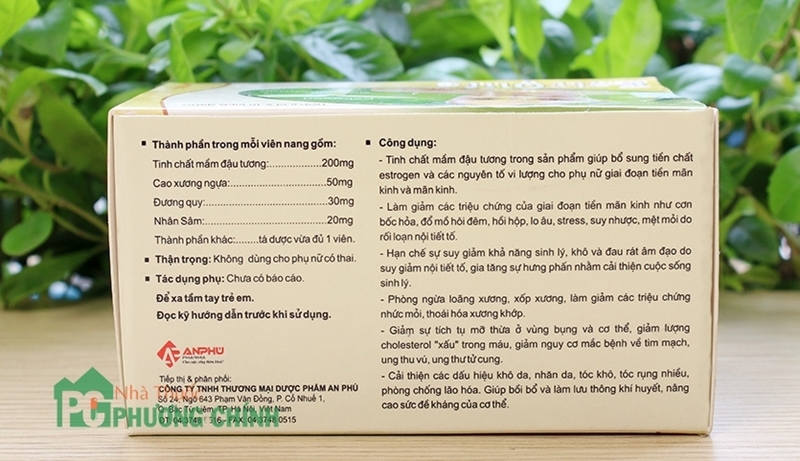 ▪ Thành phần trong mỗi viên nang gồm:
Tinh chất mầm đậu tương:......................200mg
Cao xương ngựa:......................................50mg
Đương quy:...............................................30mg
Nhân Sâm:................................................20mg
Thành phần khác:........tá dược vừa đủ 1 viên.
▪ Thận trọng: Không dùng cho phụ nữ có thai.
▪ Tác dụng phụ: Chưa có báo cáo.
Để xa tầm tay trẻ em.
Đọc kỹ hướng dẫn trước khi sử dụng.
ANPHÚ
PHARMA
Tiếp thị & phân phối:
CÔNG TY TNHH THƯƠNG MẠI DƯỢC PHẨM AN PHÚ
Số 24, Ngõ 643 Phạm Văn Đồng, P. Cổ Nhuế 1,
Q. Bắc Từ Liêm, TP. Hà Nội, Việt Nam
ĐT: 04 3748 - FAX: 04 3748 0515
▪ Công dụng:
- Tinh chất mầm đậu tương trong sản phẩm giúp bổ sung tiền chất
estrogen và các nguyên tố vi lượng cho phụ nữ giai đoạn tiền mãn
kinh và mãn kinh.
- Làm giảm các triệu chứng của giai đoạn tiền mãn kinh như cơn
bốc hỏa, đổ mồ hôi đêm, hồi hộp, lo âu, stress, suy nhược, mệt mỏi do
rối loạn nội tiết tố.
- Hạn chế sự suy giảm khả năng sinh lý, khô và đau rát âm đạo do
suy giảm nội tiết tố, gia tăng sự hưng phấn nhằm cải thiện cuộc sống
sinh lý.
- Phòng ngừa loãng xương, xốp xương, làm giảm các triệu chứng
nhức mỏi, thoái hóa xương khớp.
- Giảm sự tích tụ mỡ thừa ở vùng bụng và cơ thể, giảm lượng
cholesterol "xấu" trong máu, giảm nguy cơ mắc bệnh về tim mạch,
ung thu vú, ung thư tử cung.
- Cải thiện các dấu hiệu khô da, nhăn da, tóc khô, tóc rụng nhiều,
phòng chống lão hóa. Giúp bồi bổ và làm lưu thông khí huyết, nâng
cao sức đề kháng của cơ thể.
Nhà Thuốc
PHƯƠNG CHÍNH